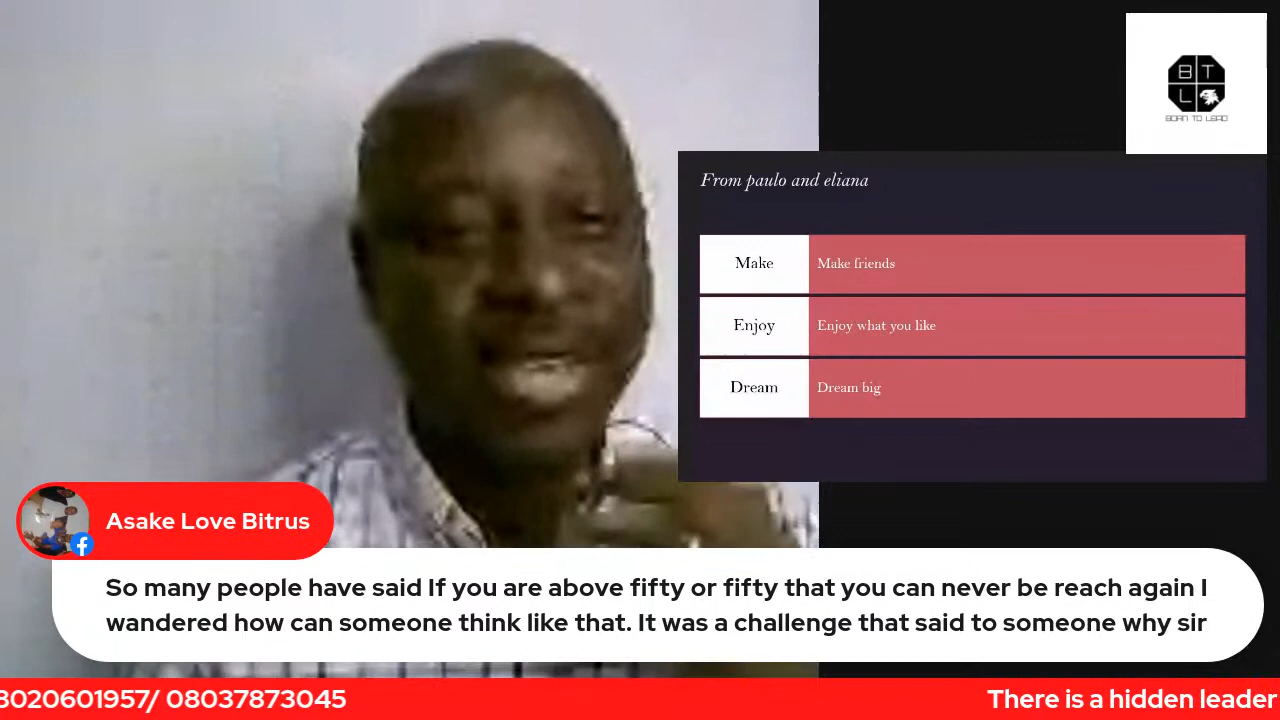 B T
L
BORN TO LEAD
From paulo and eliana
Make Make friends
Enjoy Enjoy what you like
Dream Dream big
Asake Love Bitrus
So many people have said If you are above fifty or fifty that you can never be reach again I
wandered how can someone think like that. It was a challenge that said to someone why sir
8020601957/ 08037873045
There is a hidden leader